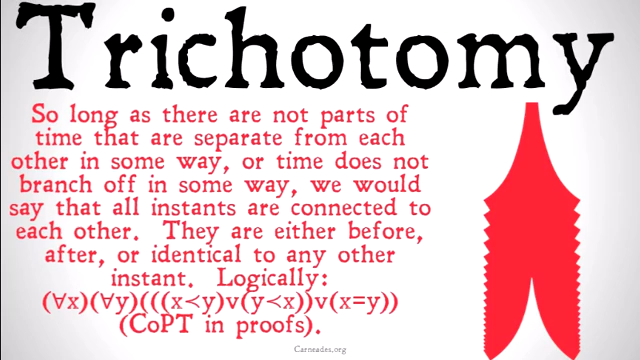 Trichotomy
So long as there are not parts of
time that are separate from each
other in some way, or time does not
branch off in some way, we would
say that all instants are connected to
each other. They are either before,
after, or identical to any other
instant. Logically:
(∀x)(∀y)(((x≺y)v(y≺x))v(x=y))
(CoPT in proofs).
Carneades.org